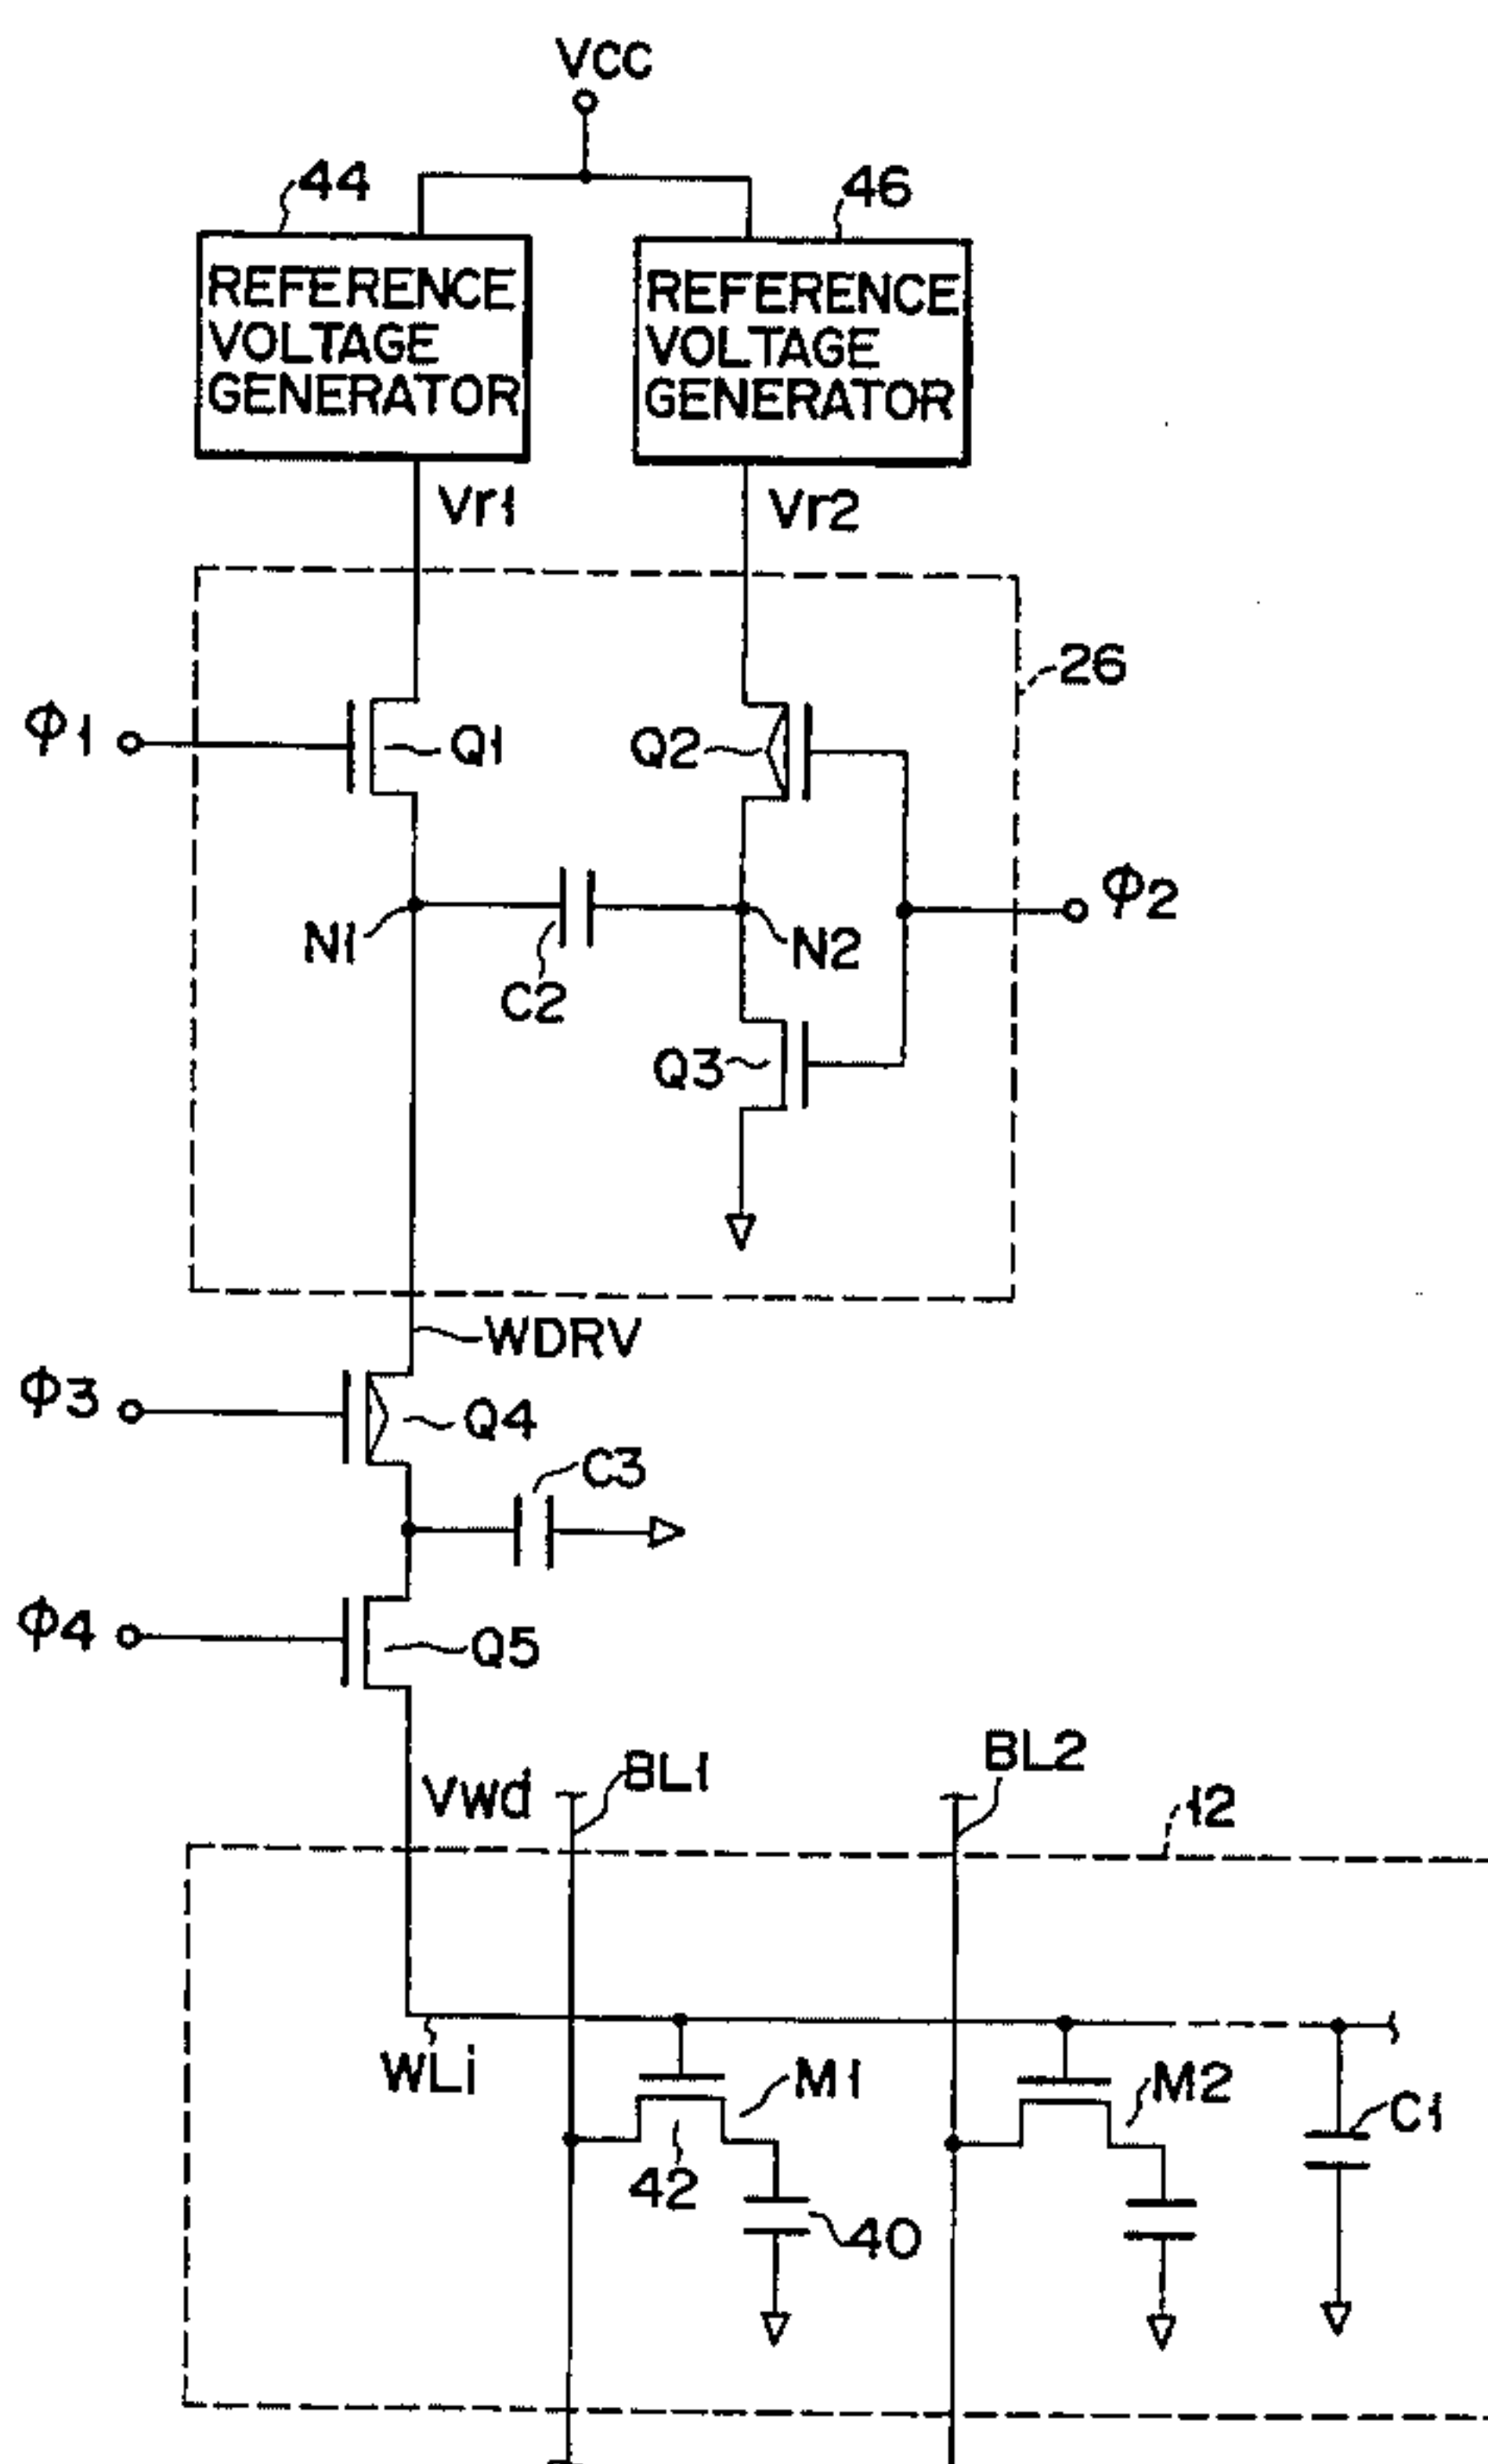 VCC
44
46
REFERENCE
VOLTAGE
GENERATOR
REFERENCE
VOLTAGE
GENERATOR
Vr1
Vr2
26
Φ1
Q1
Q2
Φ2
N1
N2
C2
Q3
WDRV
Φ3
Q4
C3
Φ4
Q5
Vwd
BL1
BL2
12
WLi
M1
M2
C1
42
40